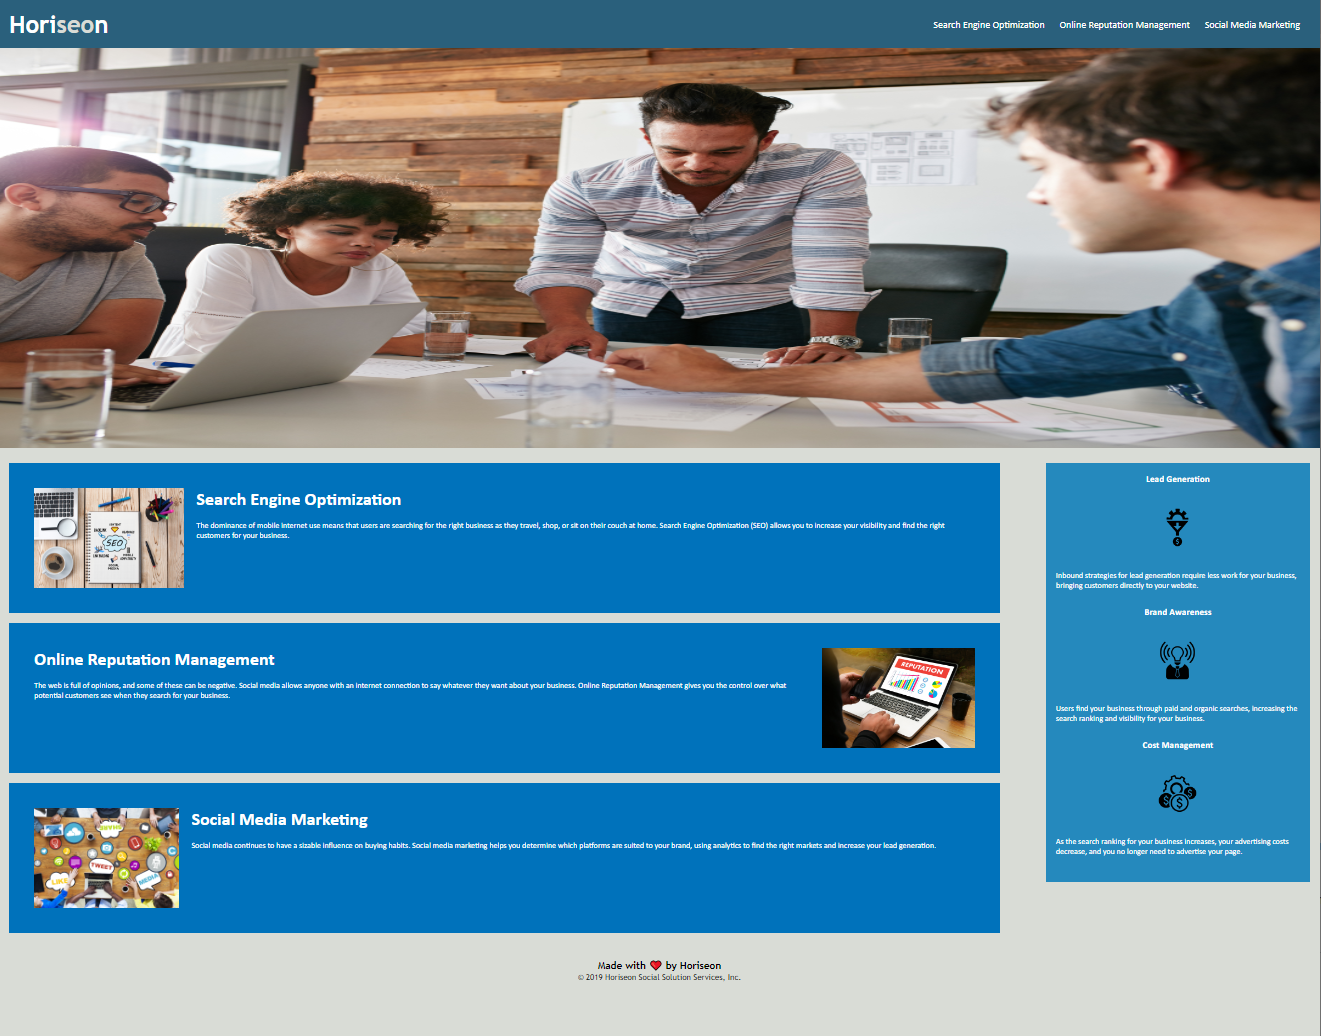 Horiseon
Search Engine Optimization
Online Reputation Management
Social Media Marketing
SEO
Search Engine Optimization
The dominance of mobile internet use means that users are searching for the right business as they travel, shop, or sit on their couch at home. Search Engine Optimization (SEO) allows you to increase your visibility and find the right
customers for your business.
Online Reputation Management
The web is full of opinions, and some of these can be negative. Social media allows anyone with an internet connection to say whatever they want about your business. Online Reputation Management gives you the control over what
potential customers see when they search for your business.
REPUTATION
TWEET
LIKE
MEDIA
Social Media Marketing
Social media continues to have a sizable influence on buying habits. Social media marketing helps you determine which platforms are suited to your brand, using analytics to find the right markets and increase your lead generation.
Lead Generation
Inbound strategies for lead generation require less work for your business,
bringing customers directly to your website.
Brand Awareness
Users find your business through paid and organic searches, increasing the
search ranking and visibility for your business.
Cost Management
As the search ranking for your business increases, your advertising costs
decrease, and you no longer need to advertise your page.
Made with ❤️ by Horiseon
© 2019 Horiseon Social Solution Services, Inc.